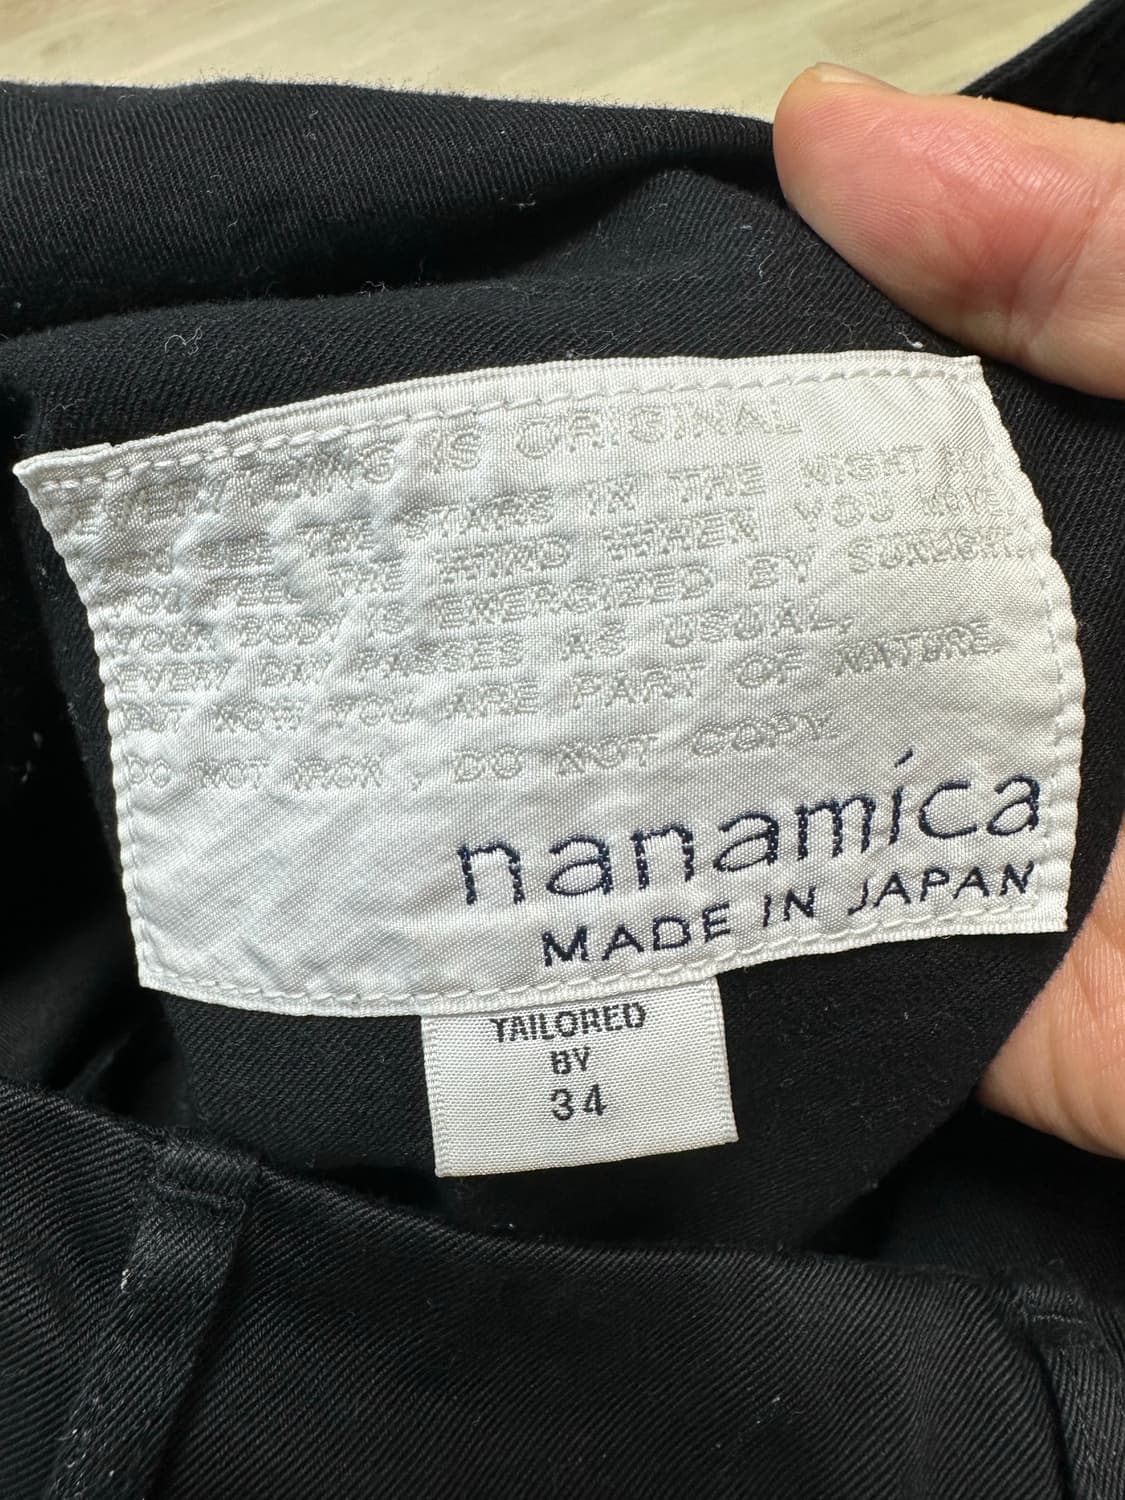 EVERYTHING IS ORIGINAL
YOU SEE THE STARS IN THE NIGHT
YOU FEEL THE WIND WHEN YOU MOVE
YOUR BODY IS ENERGIZED BY SUNLIGHT.
EVERY DAY PASSES AS USUAL,
BUT NOW YOU ARE PART OF NATURE.
DO NOT IRON, DO NOT COPY.
nanamica
MADE IN JAPAN
TAILORED
BY
34